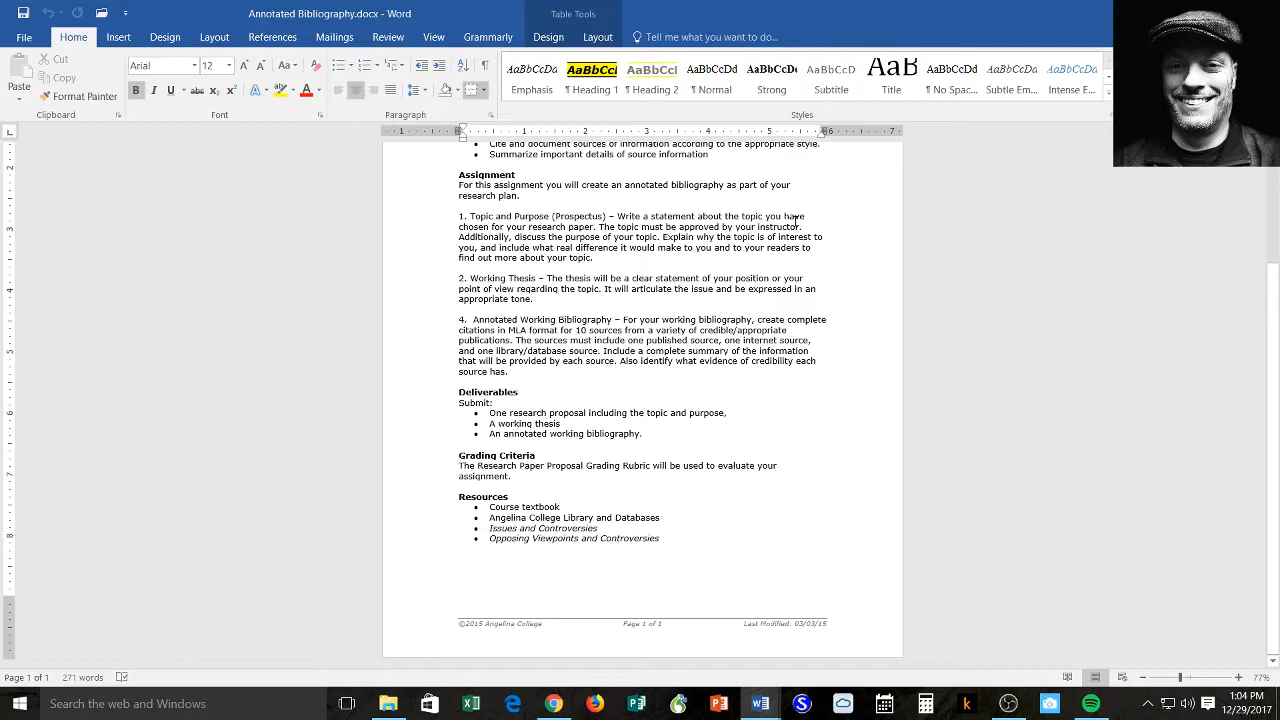 Annotated Bibliography.docx - Word
Table Tools
File Home Insert Design Layout References Mailings Review View Grammarly Design Layout Tell me what you want to do...
Cut
Copy
Format Painter
Paste
Arial 12
AaBbCcDa AaBbCcI AaBbCcI AaBbCcDd AaBbCcDc AaBbCcD AaB AaBbCcDd AaBbCcDa AaBbCcDa
Emphasis ¶ Heading 1 ¶ Heading 2 ¶ Normal Strong Subtitle Title ¶ No Spac... Subtle Em... Intense E...
Clipboard Font Paragraph Styles
1 1 2 3 4 5 6 7
• Cite and document sources of information according to the appropriate style.
• Summarize important details of source information
Assignment
For this assignment you will create an annotated bibliography as part of your
research plan.
1. Topic and Purpose (Prospectus) – Write a statement about the topic you have
chosen for your research paper. The topic must be approved by your instructor.
Additionally, discuss the purpose of your topic. Explain why the topic is of interest to
you, and include what real difference it would make to you and to your readers to
find out more about your topic.
2. Working Thesis – The thesis will be a clear statement of your position or your
point of view regarding the topic. It will articulate the issue and be expressed in an
appropriate tone.
4. Annotated Working Bibliography – For your working bibliography, create complete
citations in MLA format for 10 sources from a variety of credible/appropriate
publications. The sources must include one published source, one internet source,
and one library/database source. Include a complete summary of the information
that will be provided by each source. Also identify what evidence of credibility each
source has.
Deliverables
Submit:
• One research proposal including the topic and purpose,
• A working thesis
• An annotated working bibliography.
Grading Criteria
The Research Paper Proposal Grading Rubric will be used to evaluate your
assignment.
Resources
• Course textbook
• Angelina College Library and Databases
• Issues and Controversies
• Opposing Viewpoints and Controversies
©2015 Angelina College Page 1 of 1 Last Modified: 03/03/15
Page 1 of 1 271 words 77%
Search the web and Windows
1:04 PM
12/29/2017